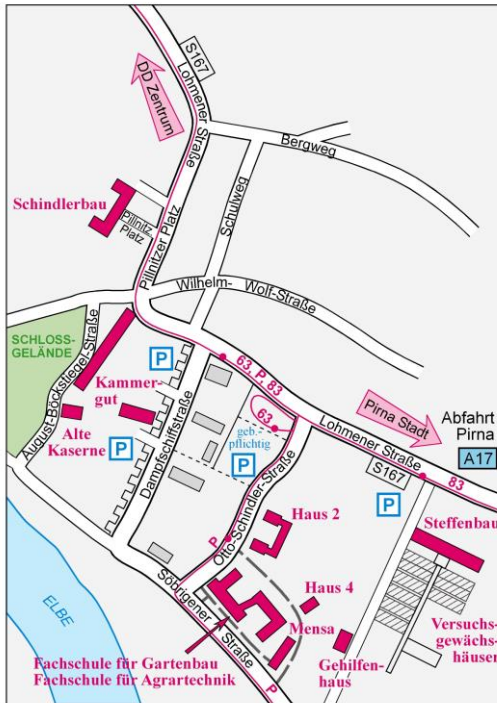 S167
DD Zentrum
Lohmener
Straße
Bergweg
Schulweg
Schindlerbau
Pillnitz.
Platz
Pillnitzer Platz
Wilhelm-
Wolf-Straße
SCHLOSS-
GELÄNDE
August-Böckstiegel-Straße
P
63, P, 83
Kammer-
gut
Pirna Stadt
Abfahrt
Pirna
A17
Alte
Kaserne
P
Dampfschiffstraße
63
geb.-
pflichtig
P
Lohmener Straße
S167
83
P
Otto-Schindler-Straße
P
Haus 2
Steffenbau
ELBE
Söbrigener Straße
Haus 4
Mensa
Versuchs-
gewächs-
häuser
Gehilfen-
haus
Fachschule für Gartenbau
Fachschule für Agrartechnik
P